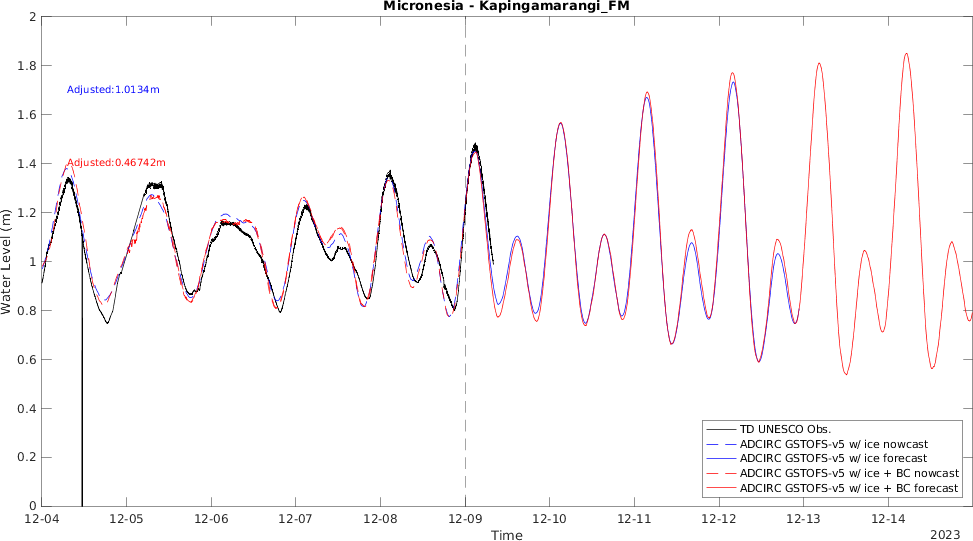 Micronesia - Kapingamarangi_FM
2
1.8
1.6
1.4
1.2
1
0.8
0.6
0.4
0.2
0
Water Level (m)
Adjusted:1.0134m
Adjusted:0.46742m
TD UNESCO Obs.
ADCIRC GSTOFS-v5 w/ ice nowcast
ADCIRC GSTOFS-v5 w/ ice forecast
ADCIRC GSTOFS-v5 w/ ice + BC nowcast
ADCIRC GSTOFS-v5 w/ ice + BC forecast
12-04 12-05 12-06 12-07 12-08 12-09 12-10 12-11 12-12 12-13 12-14
Time
2023